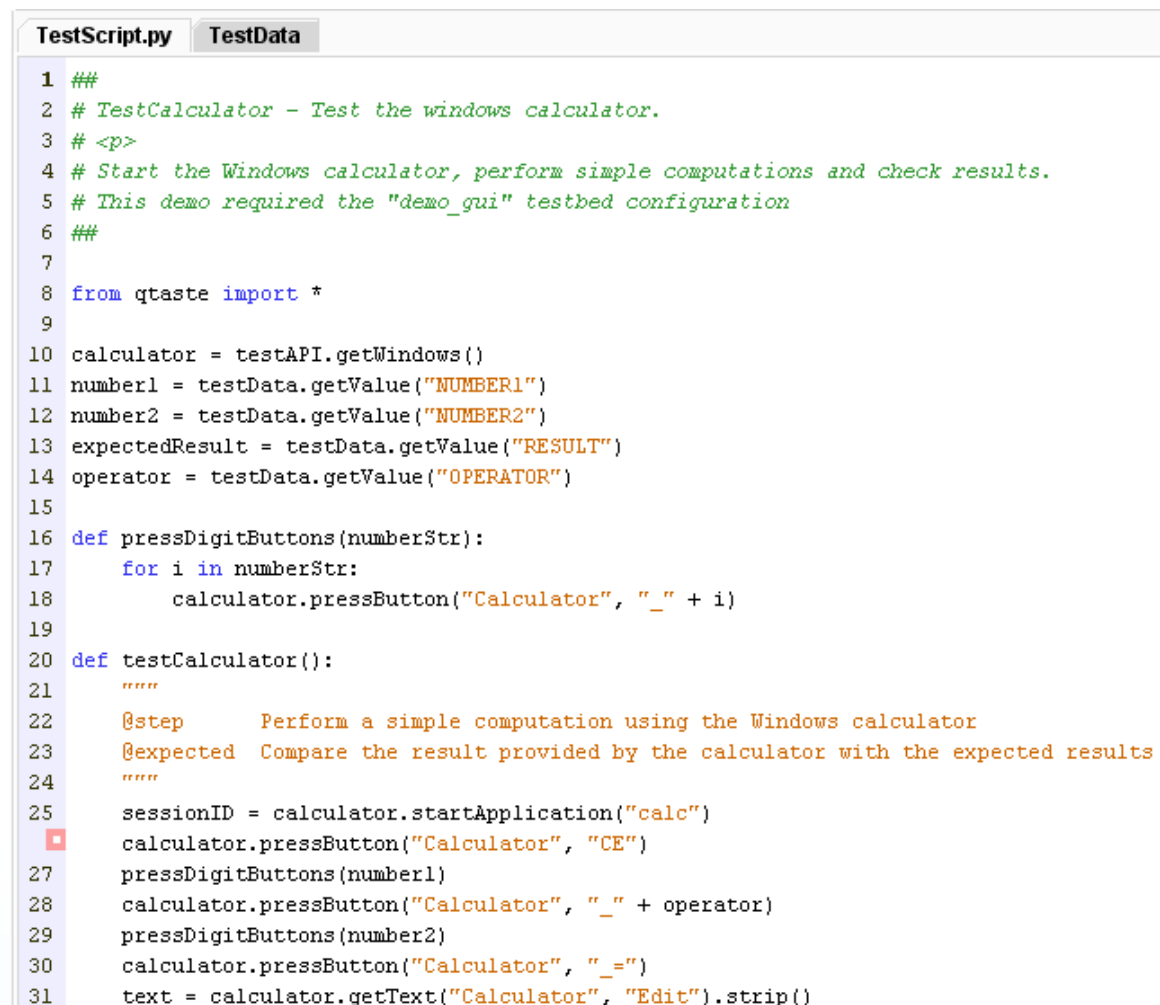 TestScript.py TestData
1 ##
2 # TestCalculator - Test the windows calculator.
3 # <p>
4 # Start the Windows calculator, perform simple computations and check results.
5 # This demo required the "demo_gui" testbed configuration
6 ##
7
8 from qtaste import *
9
10 calculator = testAPI.getWindows()
11 number1 = testData.getValue("NUMBER1")
12 number2 = testData.getValue("NUMBER2")
13 expectedResult = testData.getValue("RESULT")
14 operator = testData.getValue("OPERATOR")
15
16 def pressDigitButtons(numberStr):
17     for i in numberStr:
18         calculator.pressButton("Calculator", "_" + i)
19
20 def testCalculator():
21     """
22     @step      Perform a simple computation using the Windows calculator
23     @expected  Compare the result provided by the calculator with the expected results
24     """
25     sessionID = calculator.startApplication("calc")
    calculator.pressButton("Calculator", "CE")
27     pressDigitButtons(number1)
28     calculator.pressButton("Calculator", "_" + operator)
29     pressDigitButtons(number2)
30     calculator.pressButton("Calculator", "_=")
31     text = calculator.getText("Calculator", "Edit").strip()